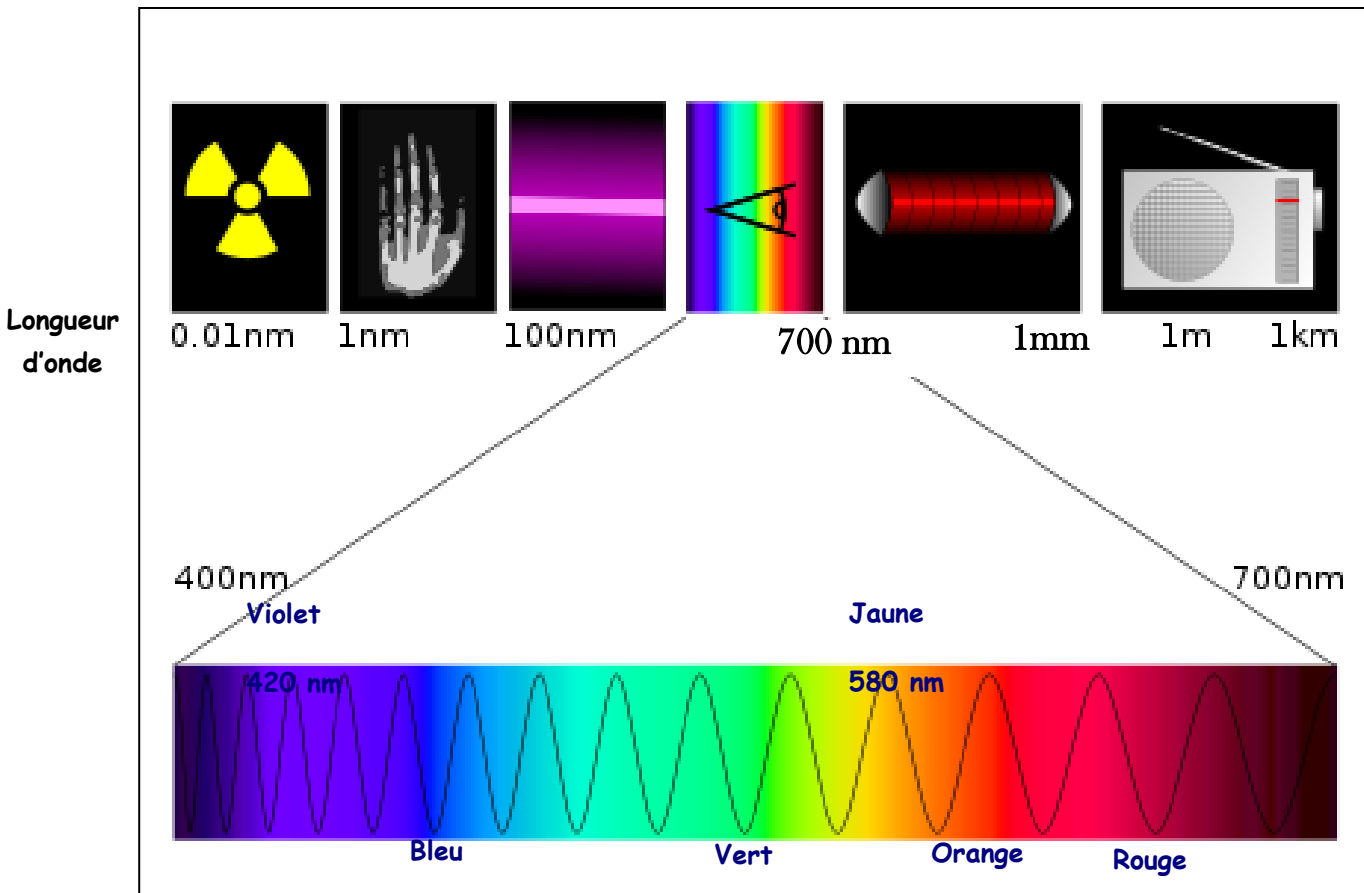 Longueur
d'onde
0.01nm 1nm 100nm 700 nm 1mm 1m 1km
400nm 700nm
Violet Jaune
420 nm 580 nm
Bleu Vert Orange Rouge